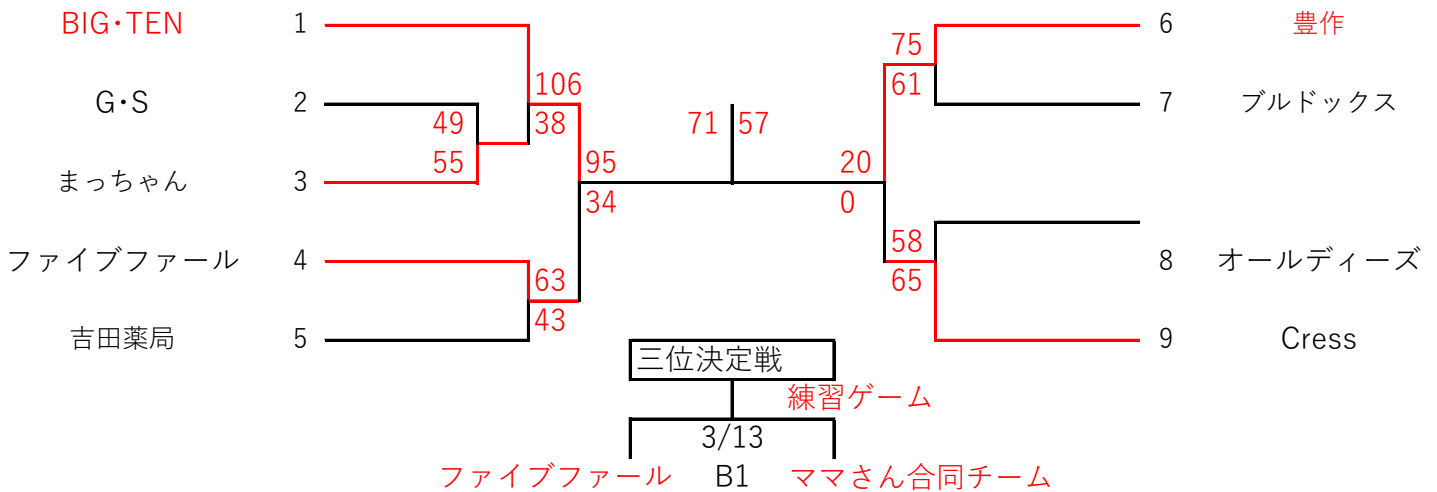 BIG・TEN 1
G・S 2
まっちゃん 3
ファイブファール 4
吉田薬局 5
49
55
106
38
63
43
95
34
71 57
20
0
75
61
58
65
6 豊作
7 ブルドックス
8 オールディーズ
9 Cress
三位決定戦
練習ゲーム
3/13
ファイブファール B1 ママさん合同チーム